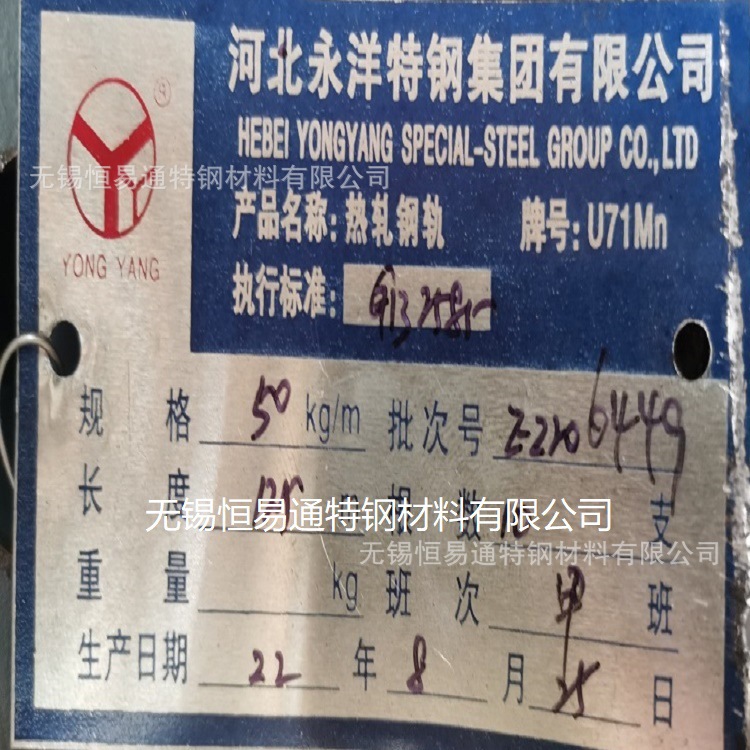 河北永洋特钢集团有限公司
HEBEI YONGYANG SPECIAL-STEEL GROUP CO.,LTD
YONG YANG
产品名称:热轧钢轨 牌号:U71Mn
执行标准:
规格 50 kg/m 批次号
长度 支
重量 kg 班次 甲 班
生产日期 22 年 8 月 25 日
无锡恒易通特钢材料有限公司
无锡恒易通特钢材料有限公司
无锡恒易通特钢材料有限公司